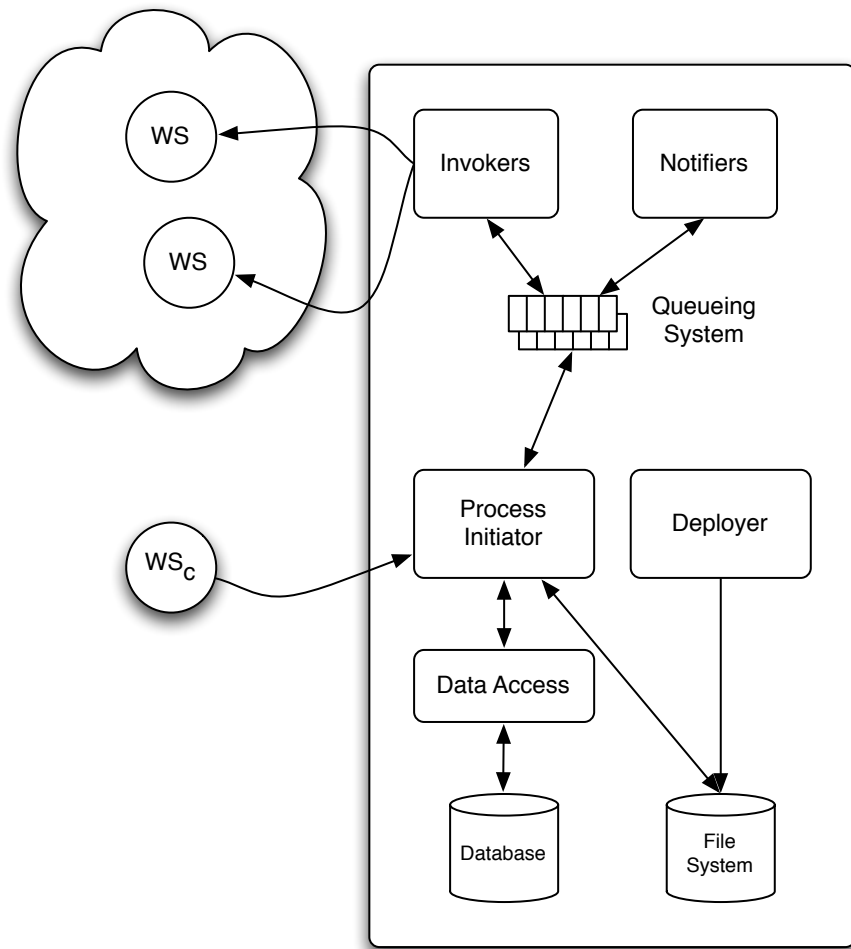 WS
Invokers
Notifiers
WS
Queueing
System
Process
Initiator
Deployer
WSc
Data Access
Database
File
System